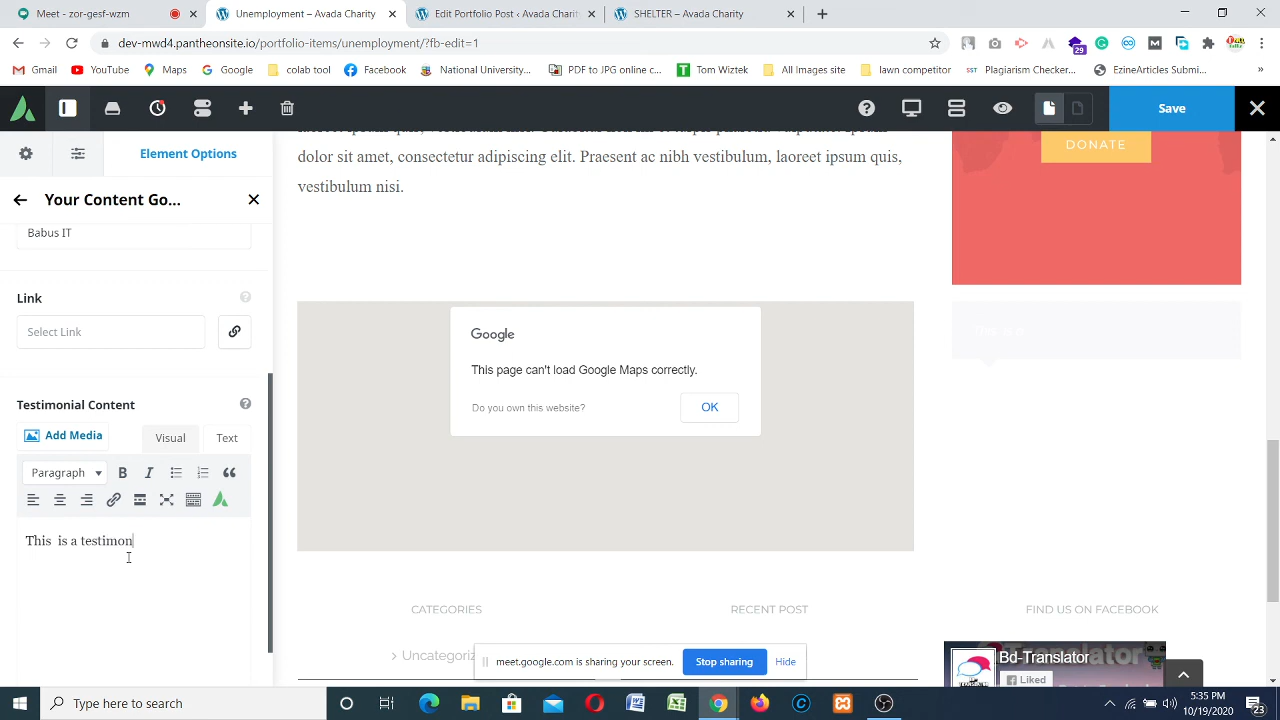 Meet - zor-gesf-wom
Unemployment – Avada Charity
Edit Portfolio ‹ Avada Charit
SHELTER – Avada Charity
dev-mwd4.pantheonsite.io/portfolio-items/unemployment/?fb-edit=1
29
Gmail
YouTube
Maps
Google
colab tool
Facebook
National University...
PDF to JPG online c...
Tom Wiztek
All Images site
lawn competitor
SST Plagiarism Checker...
EzineArticles Submi...
Save
Element Options
Your Content Go...
Babus IT
Link
Select Link
Testimonial Content
Add Media
Visual
Text
Paragraph
This is a testimon
dolor sit amet, consectetur adipiscing elit. Praesent ac nibh vestibulum, laoreet ipsum quis,
vestibulum nisi.
DONATE
This is a
Google
This page can't load Google Maps correctly.
Do you own this website?
OK
CATEGORIES
RECENT POST
FIND US ON FACEBOOK
Uncategoriz
Bd-Translator
Liked
meet.google.com is sharing your screen.
Stop sharing
Hide
Type here to search
5:35 PM
10/19/2020
23